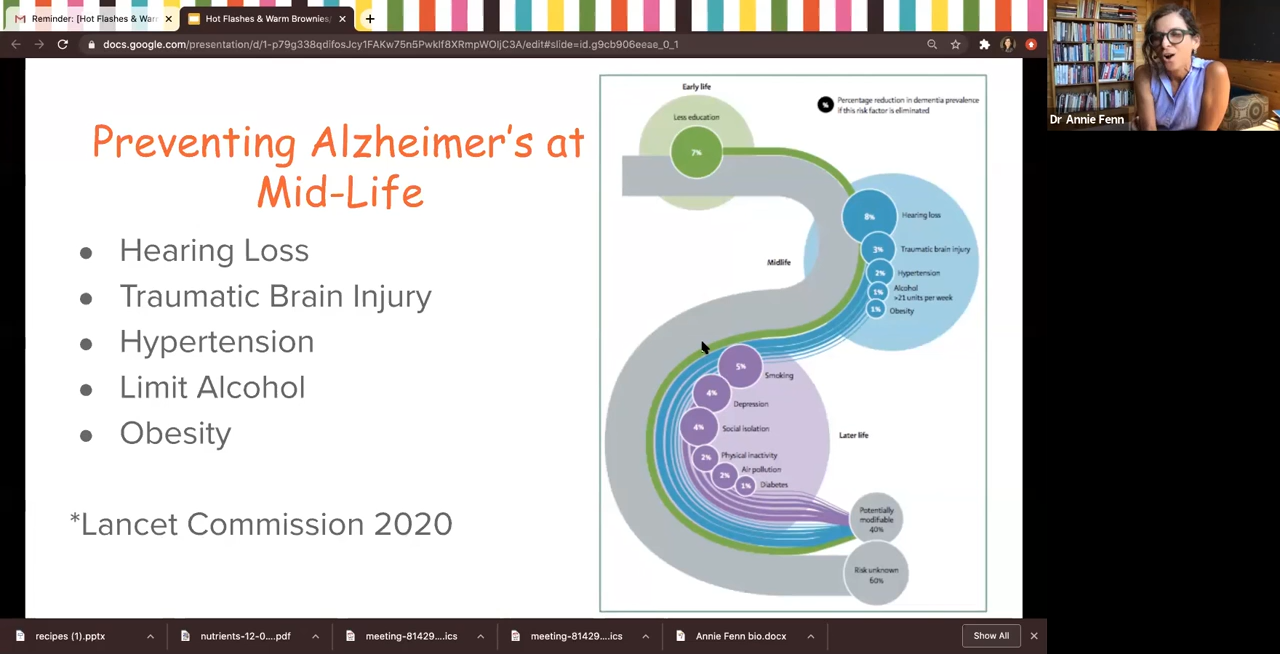 Reminder: [Hot Flashes & War
Hot Flashes & Warm Brownies/
docs.google.com/presentation/d/1-p79g338qdifosJcy1FAKw75n5PwkIf8XRmpWOIjC3A/edit#slide=id.g9cb906eeae_0_1
Dr Annie Fenn
Preventing Alzheimer's at
Mid-Life
● Hearing Loss
● Traumatic Brain Injury
● Hypertension
● Limit Alcohol
● Obesity
*Lancet Commission 2020
Early life
Less education
7%
% Percentage reduction in dementia prevalence
if this risk factor is eliminated
Midlife
8% Hearing loss
3% Traumatic brain injury
2% Hypertension
1% Alcohol
>21 units per week
1% Obesity
Later life
5% Smoking
4% Depression
4% Social isolation
2% Physical inactivity
2% Air pollution
1% Diabetes
Potentially
modifiable
40%
Risk unknown
60%
recipes (1).pptx
nutrients-12-0....pdf
meeting-81429....ics
meeting-81429....ics
Annie Fenn bio.docx
Show All